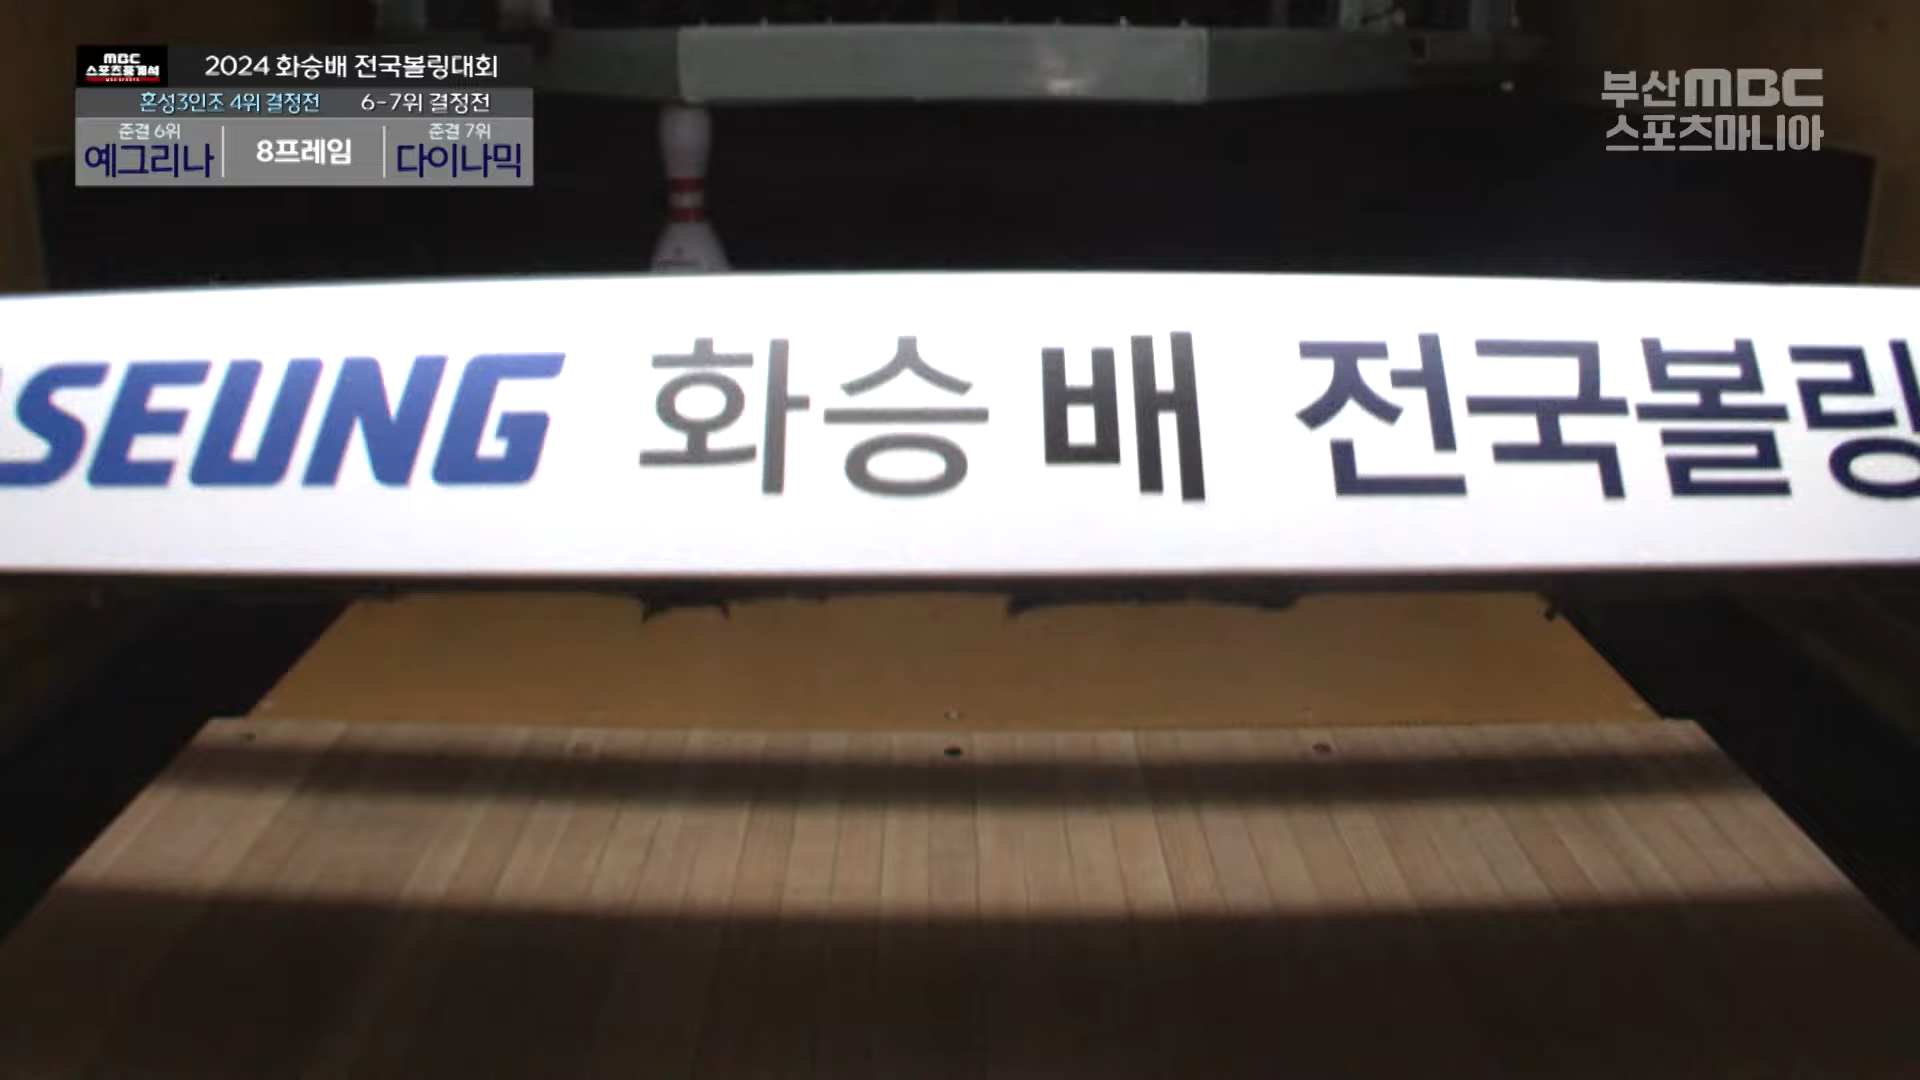 MBC
스포츠중계석
2024 화승배 전국볼링대회
혼성3인조 4위 결정전 6-7위 결정전
준결 6위
예그리나
8프레임
준결 7위
다이나믹
부산MBC
스포츠마니아
SEUNG 화승배 전국볼링